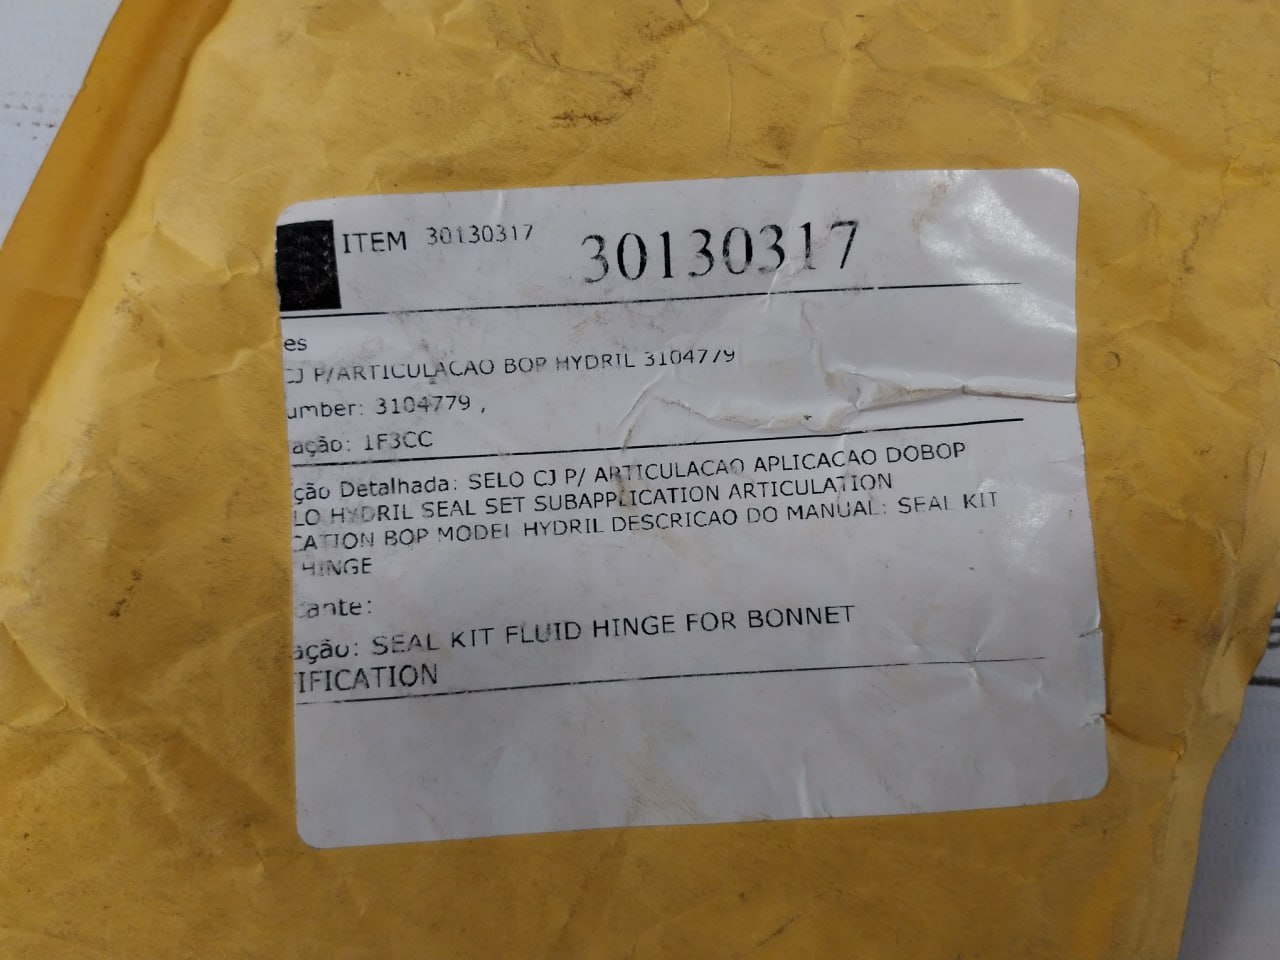 ITEM 30130317 30130317
es
CJ P/ARTICULACAO BOP HYDRIL 3104779
umber: 3104779 ,
ação: 1F3CC
ção Detalhada: SELO CJ P/ ARTICULACAO APLICACAO DOBOP
LO HYDRIL SEAL SET SUBAPPLICATION ARTICULATION
CATION BOP MODEL HYDRIL DESCRICAO DO MANUAL: SEAL KIT
HINGE
cante:
ação: SEAL KIT FLUID HINGE FOR BONNET
IFICATION